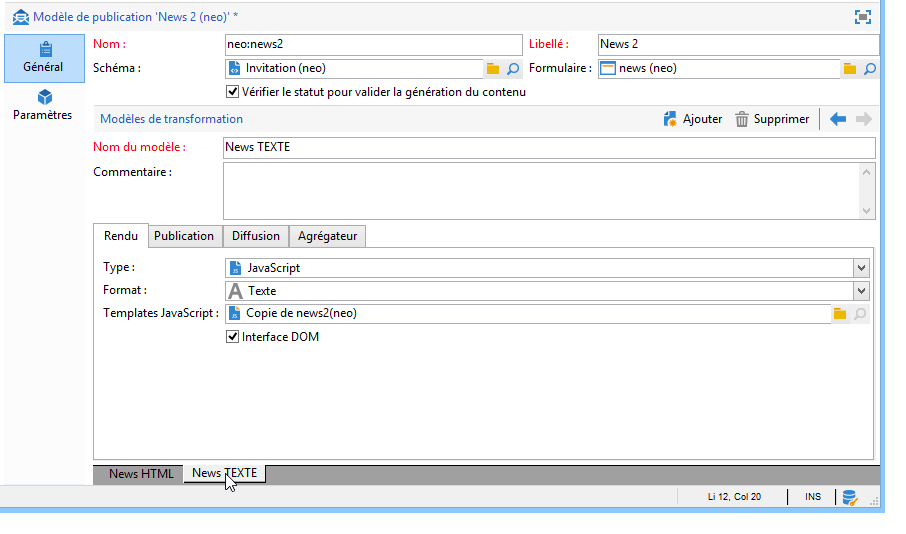 Modèle de publication 'News 2 (neo)' *
Général
Paramètres
Nom : neo:news2 Libellé : News 2
Schéma : Invitation (neo) Formulaire : news (neo)
Vérifier le statut pour valider la génération du contenu
Modèles de transformation Ajouter Supprimer
Nom du modèle : News TEXTE
Commentaire :
Rendu Publication Diffusion Agrégateur
Type : JavaScript
Format : Texte
Templates JavaScript : Copie de news2(neo)
Interface DOM
News HTML News TEXTE
Li 12, Col 20 INS